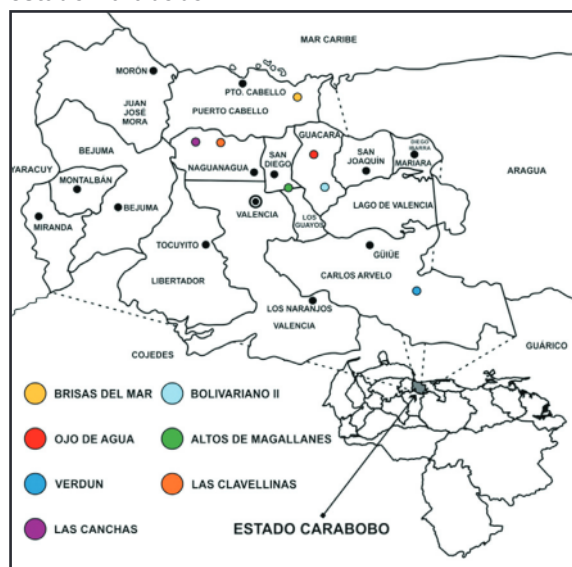 MAR CARIBE
MORÓN
PTO. CABELLO
JUAN
JOSÉ
MORA
PUERTO CABELLO
BEJUMA
GUACARA
DIEGO
IBARRA
SAN
DIEGO
SAN
JOAQUÍN
MARIARA
YARACUY
NAGUANAGUA
ARAGUA
MONTALBÁN
BEJUMA
VALENCIA
LOS
GUAYOS
LAGO DE VALENCIA
MIRANDA
TOCUYITO
GÜIGÜE
CARLOS ARVELO
LIBERTADOR
LOS NARANJOS
VALENCIA
COJEDES
GUÁRICO
BRISAS DEL MAR
BOLIVARIANO II
OJO DE AGUA
ALTOS DE MAGALLANES
VERDUN
LAS CLAVELLINAS
LAS CANCHAS
ESTADO CARABOBO